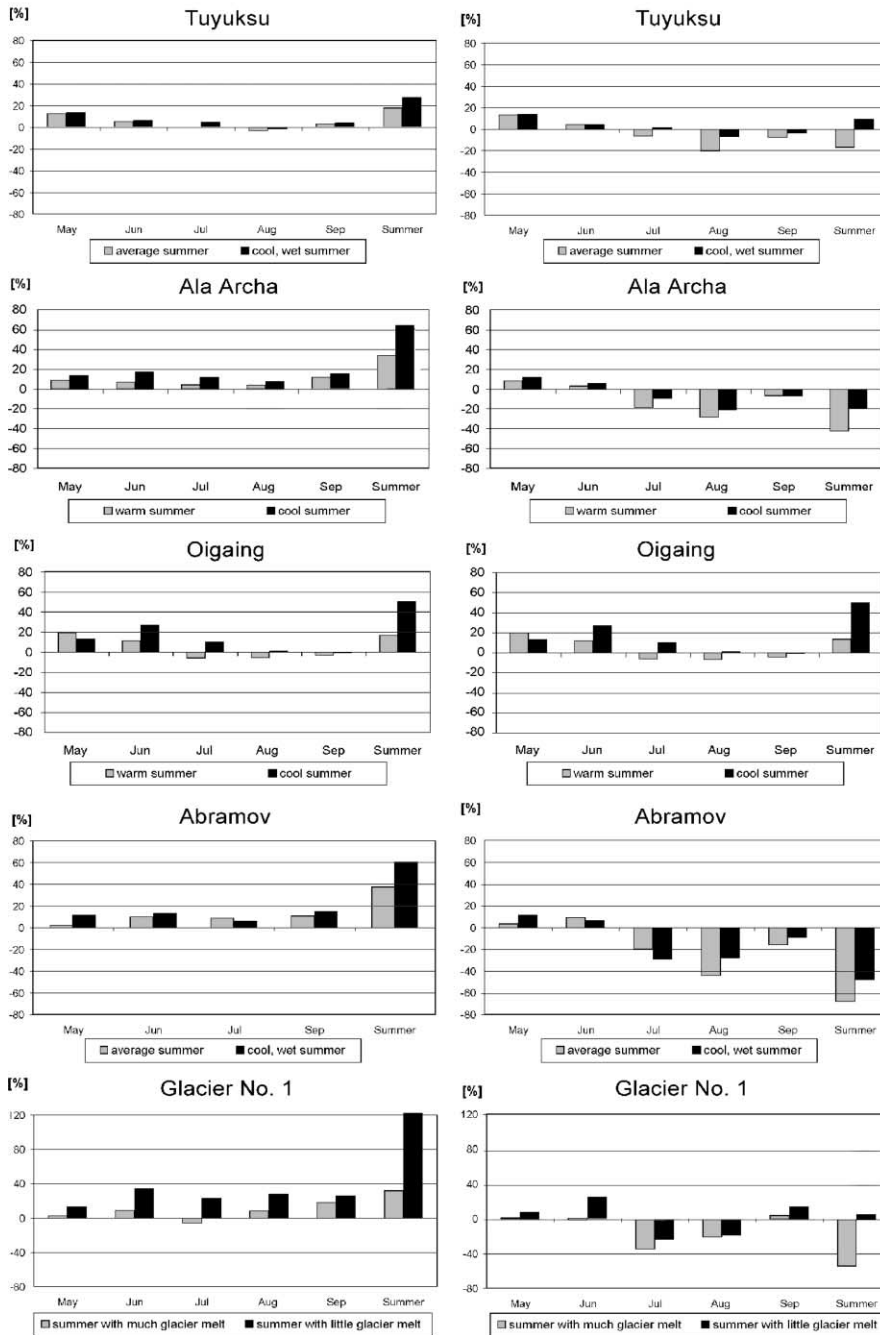 [%] Tuyuksu
80
60
40
20
0
-20
-40
-60
-80
May Jun Jul Aug Sep Summer
average summer cool, wet summer
[%] Tuyuksu
80
60
40
20
0
-20
-40
-60
-80
May Jun Jul Aug Sep Summer
average summer cool, wet summer
[%] Ala Archa
80
60
40
20
0
-20
-40
-60
-80
May Jun Jul Aug Sep Summer
warm summer cool summer
[%] Ala Archa
80
60
40
20
0
-20
-40
-60
-80
May Jun Jul Aug Sep Summer
warm summer cool summer
[%] Oigaing
80
60
40
20
0
-20
-40
-60
-80
May Jun Jul Aug Sep Summer
warm summer cool summer
[%] Oigaing
80
60
40
20
0
-20
-40
-60
-80
May Jun Jul Aug Sep Summer
warm summer cool summer
[%] Abramov
80
60
40
20
0
-20
-40
-60
-80
May Jun Jul Sep Summer
average summer cool, wet summer
[%] Abramov
80
60
40
20
0
-20
-40
-60
-80
May Jun Jul Aug Sep Summer
average summer cool, wet summer
[%] Glacier No. 1
120
80
40
0
-40
-80
May Jun Jul Aug Sep Summer
summer with much glacier melt summer with little glacier melt
[%] Glacier No. 1
120
80
40
0
-40
-80
May Jun Jul Aug Sep Summer
summer with much glacier melt summer with little glacier melt